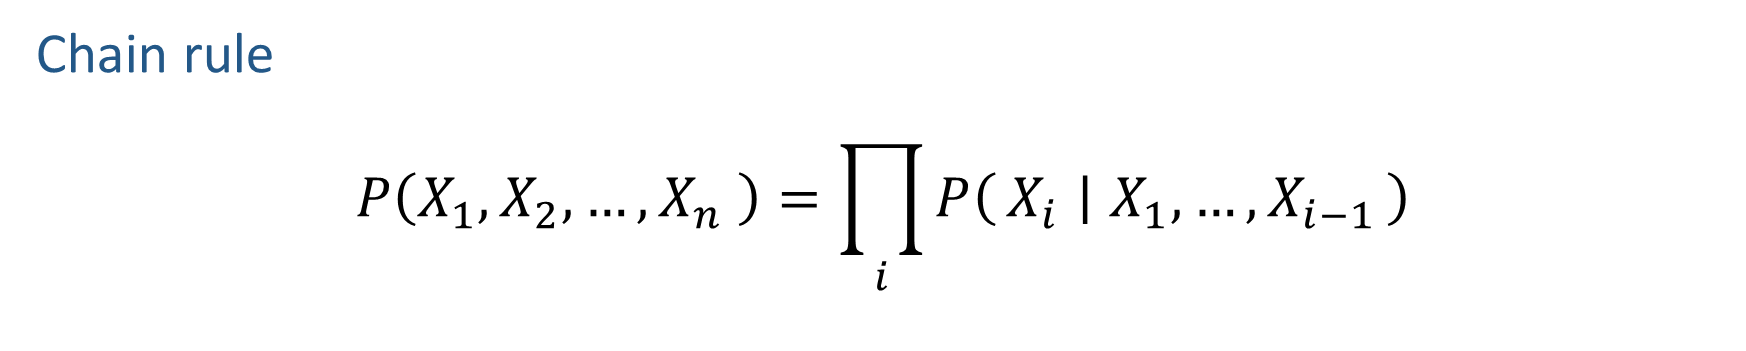 Chain rule
P(X₁, X₂, … , Xₙ ) = ∏ᵢ P( Xᵢ | X₁, … , Xᵢ₋₁ )